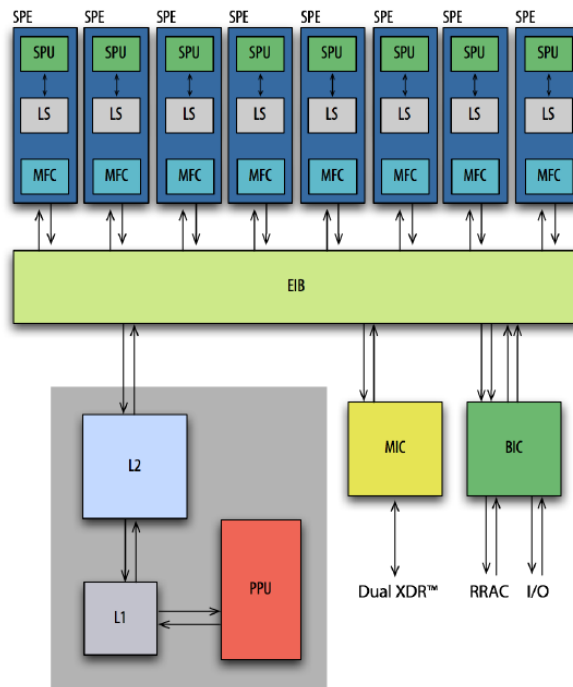 SPE SPE SPE SPE SPE SPE SPE SPE
SPU SPU SPU SPU SPU SPU SPU SPU
LS LS LS LS LS LS LS LS
MFC MFC MFC MFC MFC MFC MFC MFC
EIB
L2 MIC BIC
PPU
L1
Dual XDR™ RRAC I/O